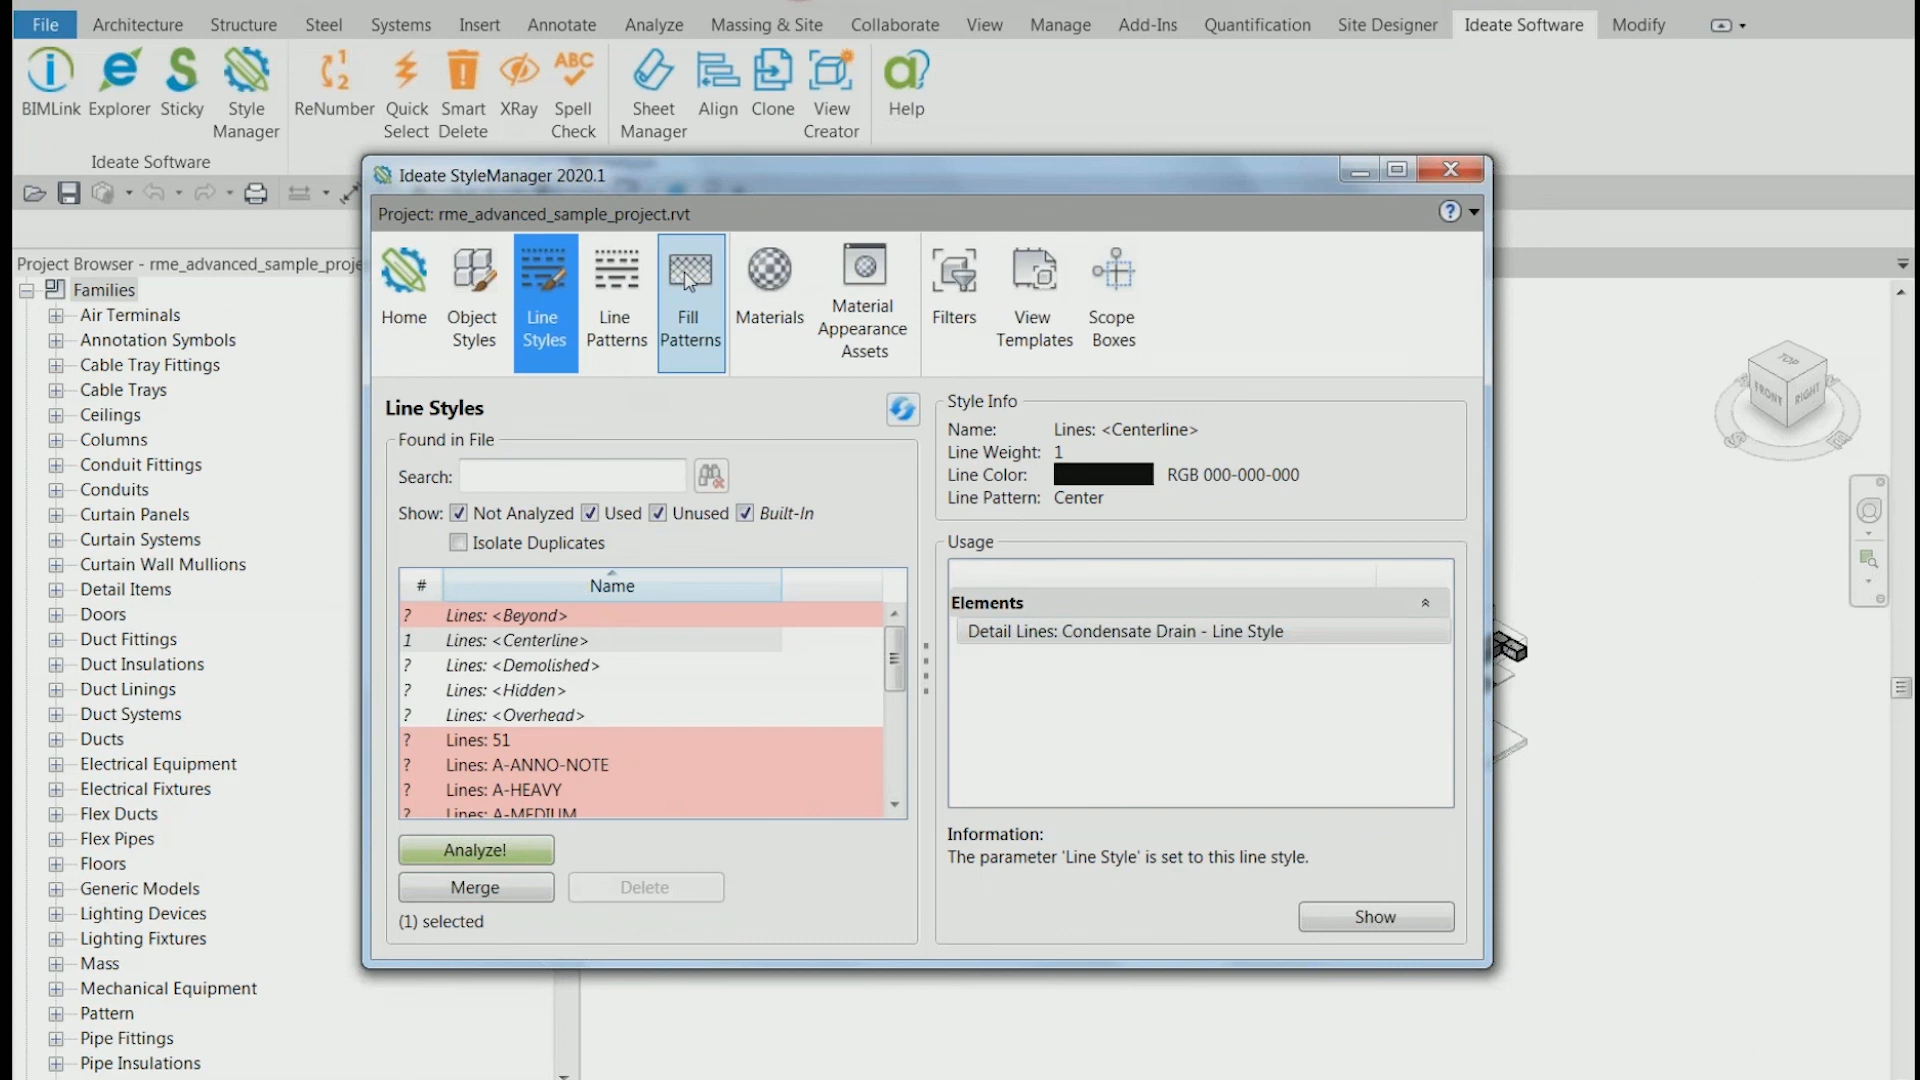 File Architecture Structure Steel Systems Insert Annotate Analyze Massing & Site Collaborate View Manage Add-Ins Quantification Site Designer Ideate Software Modify
BIMLink Explorer Sticky Style Manager ReNumber Quick Select Smart Delete XRay ABC Spell Check Sheet Manager Align Clone View Creator Help
Ideate Software
Ideate StyleManager 2020.1
Project: rme_advanced_sample_project.rvt
Home
Object Styles
Line Styles
Line Patterns
Fill Patterns
Materials
Material Appearance Assets
Filters
View Templates
Scope Boxes
Project Browser - rme_advanced_sample_proje
Families
Air Terminals
Annotation Symbols
Cable Tray Fittings
Cable Trays
Ceilings
Columns
Conduit Fittings
Conduits
Curtain Panels
Curtain Systems
Curtain Wall Mullions
Detail Items
Doors
Duct Fittings
Duct Insulations
Duct Linings
Duct Systems
Ducts
Electrical Equipment
Electrical Fixtures
Flex Ducts
Flex Pipes
Floors
Generic Models
Lighting Devices
Lighting Fixtures
Mass
Mechanical Equipment
Pattern
Pipe Fittings
Pipe Insulations
Line Styles
Found in File
Search:
Show: Not Analyzed Used Unused Built-In
Isolate Duplicates
# Name
? Lines: <Beyond>
1 Lines: <Centerline>
? Lines: <Demolished>
? Lines: <Hidden>
? Lines: <Overhead>
? Lines: 51
? Lines: A-ANNO-NOTE
? Lines: A-HEAVY
? Lines: A-MEDIUM
Analyze!
Merge Delete
(1) selected
Style Info
Name: Lines: <Centerline>
Line Weight: 1
Line Color: RGB 000-000-000
Line Pattern: Center
Usage
Elements
Detail Lines: Condensate Drain - Line Style
Information:
The parameter 'Line Style' is set to this line style.
Show
TOP
FRONT RIGHT
S E